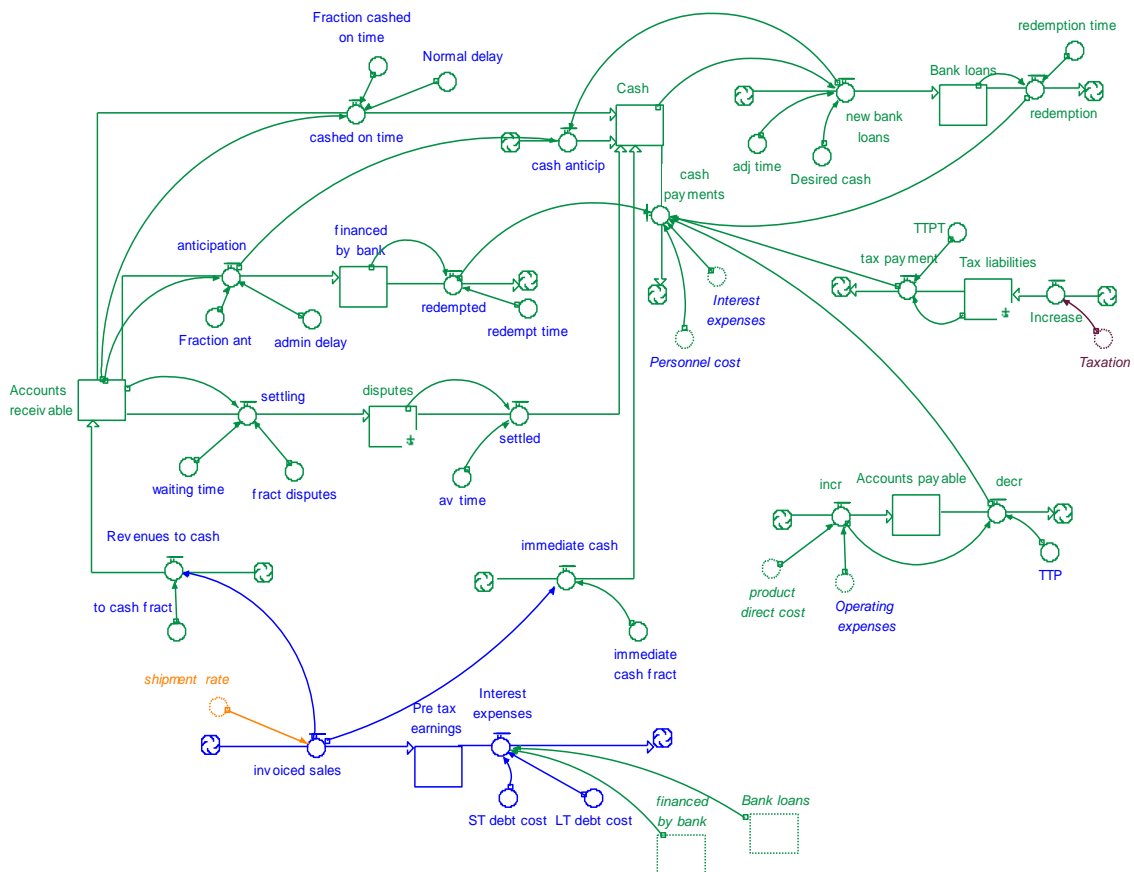 Fraction cashed
on time
Normal delay
cashed on time
Cash
cash anticip
redemption time
Bank loans
redemption
new bank
loans
adj time
Desired cash
cash
payments
anticipation
financed
by bank
Fraction ant
admin delay
redempted
redempt time
Interest
expenses
Personnel cost
TTPT
tax payment
Tax liabilities
Increase
Taxation
Accounts
receivable
settling
disputes
settled
waiting time
fract disputes
av time
incr
Accounts payable
decr
TTP
product
direct cost
Operating
expenses
Revenues to cash
to cash fract
immediate cash
immediate
cash fract
shipment rate
invoiced sales
Pre tax
earnings
Interest
expenses
ST debt cost
LT debt cost
financed
by bank
Bank loans